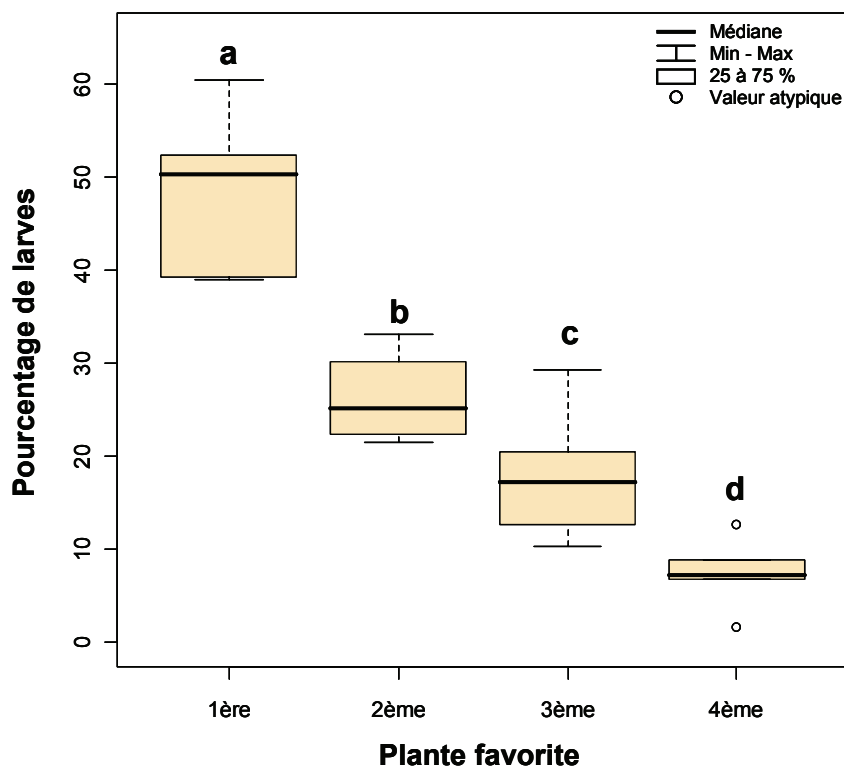 Médiane
Min - Max
25 à 75 %
Valeur atypique
a
b
c
d
Pourcentage de larves
60
50
40
30
20
10
0
1ère
2ème
3ème
4ème
Plante favorite